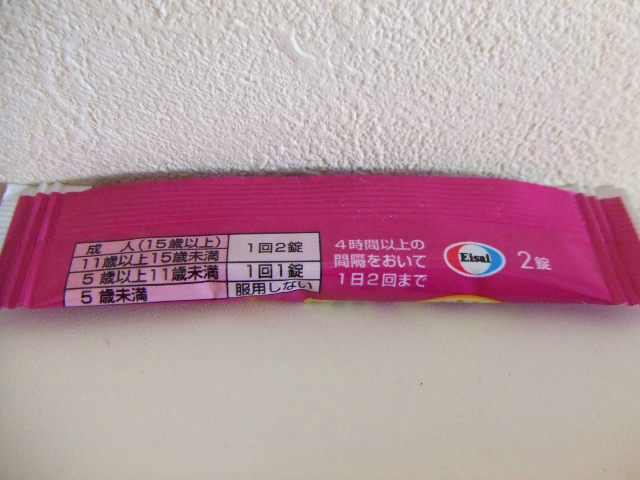 成 人(15歳以上)
11歳以上15歳未満
1回2錠
5歳以上11歳未満
1回1錠
5歳未満
服用しない
4時間以上の
間隔をおいて
1日2回まで
Eisai
2錠